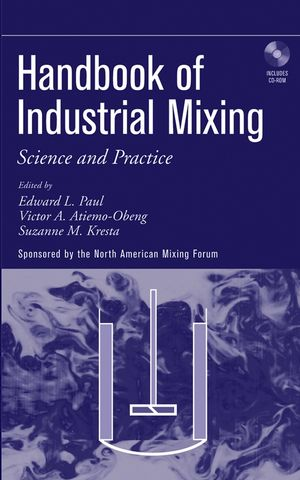 INCLUDES
CD-ROM
Handbook of
Industrial Mixing
Science and Practice
Edited by
Edward L. Paul
Victor A. Atiemo-Obeng
Suzanne M. Kresta
Sponsored by the North American Mixing Forum